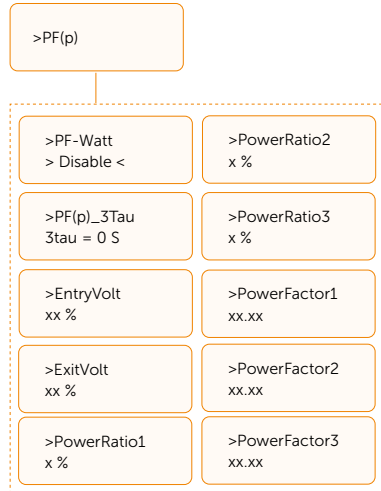 >PF(p)
>PF-Watt
> Disable <
>PF(p)_3Tau
3tau = 0 S
>EntryVolt
xx %
>ExitVolt
xx %
>PowerRatio1
x %
>PowerRatio2
x %
>PowerRatio3
x %
>PowerFactor1
xx.xx
>PowerFactor2
xx.xx
>PowerFactor3
xx.xx